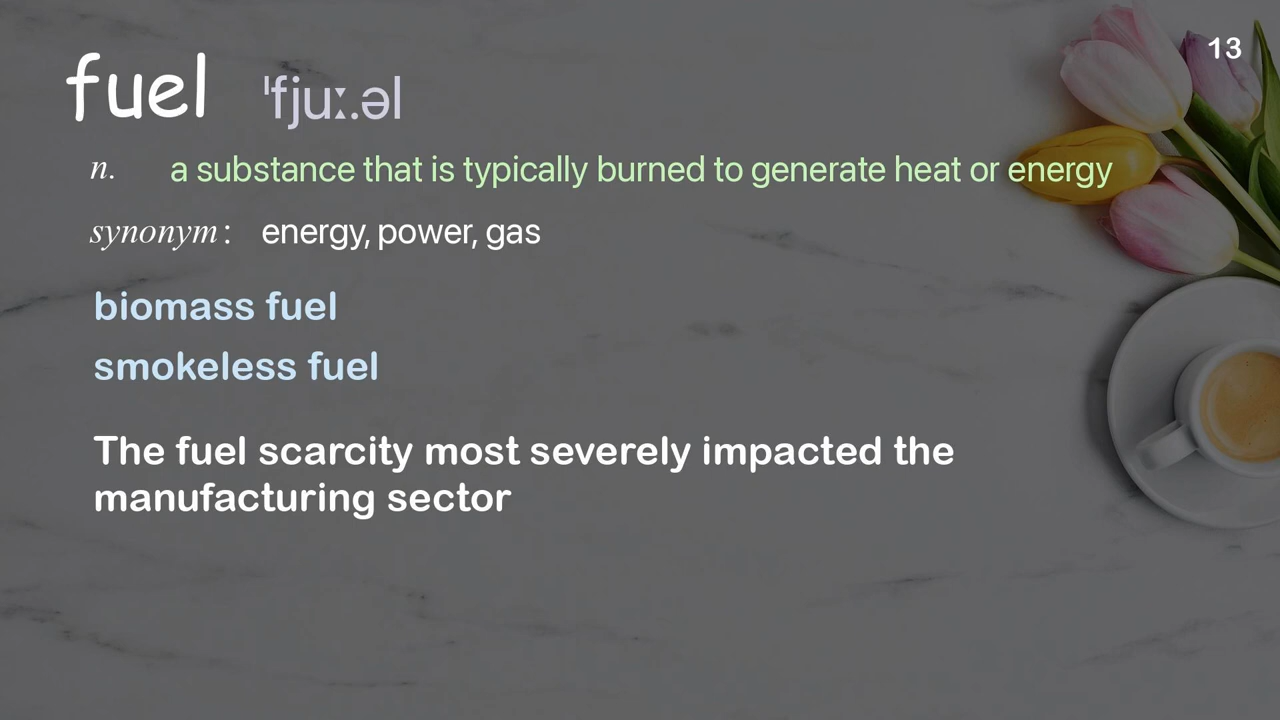 13
fuel ˈfjuː.əl
n. a substance that is typically burned to generate heat or energy
synonym: energy, power, gas
biomass fuel
smokeless fuel
The fuel scarcity most severely impacted the
manufacturing sector